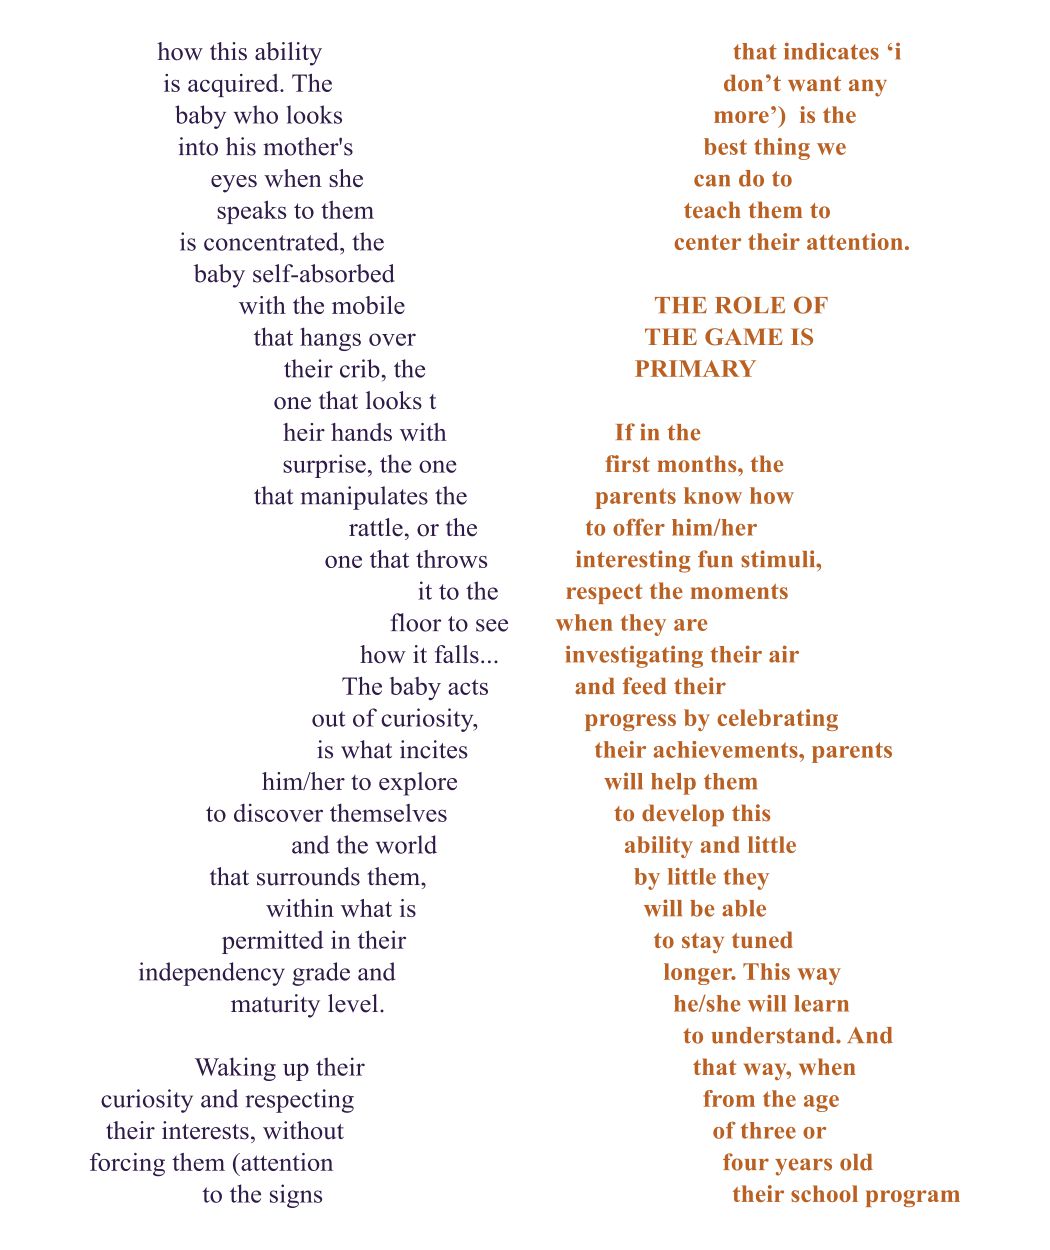 how this ability
is acquired. The
baby who looks
into his mother's
eyes when she
speaks to them
is concentrated, the
baby self-absorbed
with the mobile
that hangs over
their crib, the
one that looks t
heir hands with
surprise, the one
that manipulates the
rattle, or the
one that throws
it to the
floor to see
how it falls...
The baby acts
out of curiosity,
is what incites
him/her to explore
to discover themselves
and the world
that surrounds them,
within what is
permitted in their
independency grade and
maturity level.
Waking up their
curiosity and respecting
their interests, without
forcing them (attention
to the signs
that indicates ‘i
don’t want any
more’)  is the
best thing we
can do to
teach them to
center their attention.
THE ROLE OF
THE GAME IS
PRIMARY
If in the
first months, the
parents know how
to offer him/her
interesting fun stimuli,
respect the moments
when they are
investigating their air
and feed their
progress by celebrating
their achievements, parents
will help them
to develop this
ability and little
by little they
will be able
to stay tuned
longer. This way
he/she will learn
to understand. And
that way, when
from the age
of three or
four years old
their school program